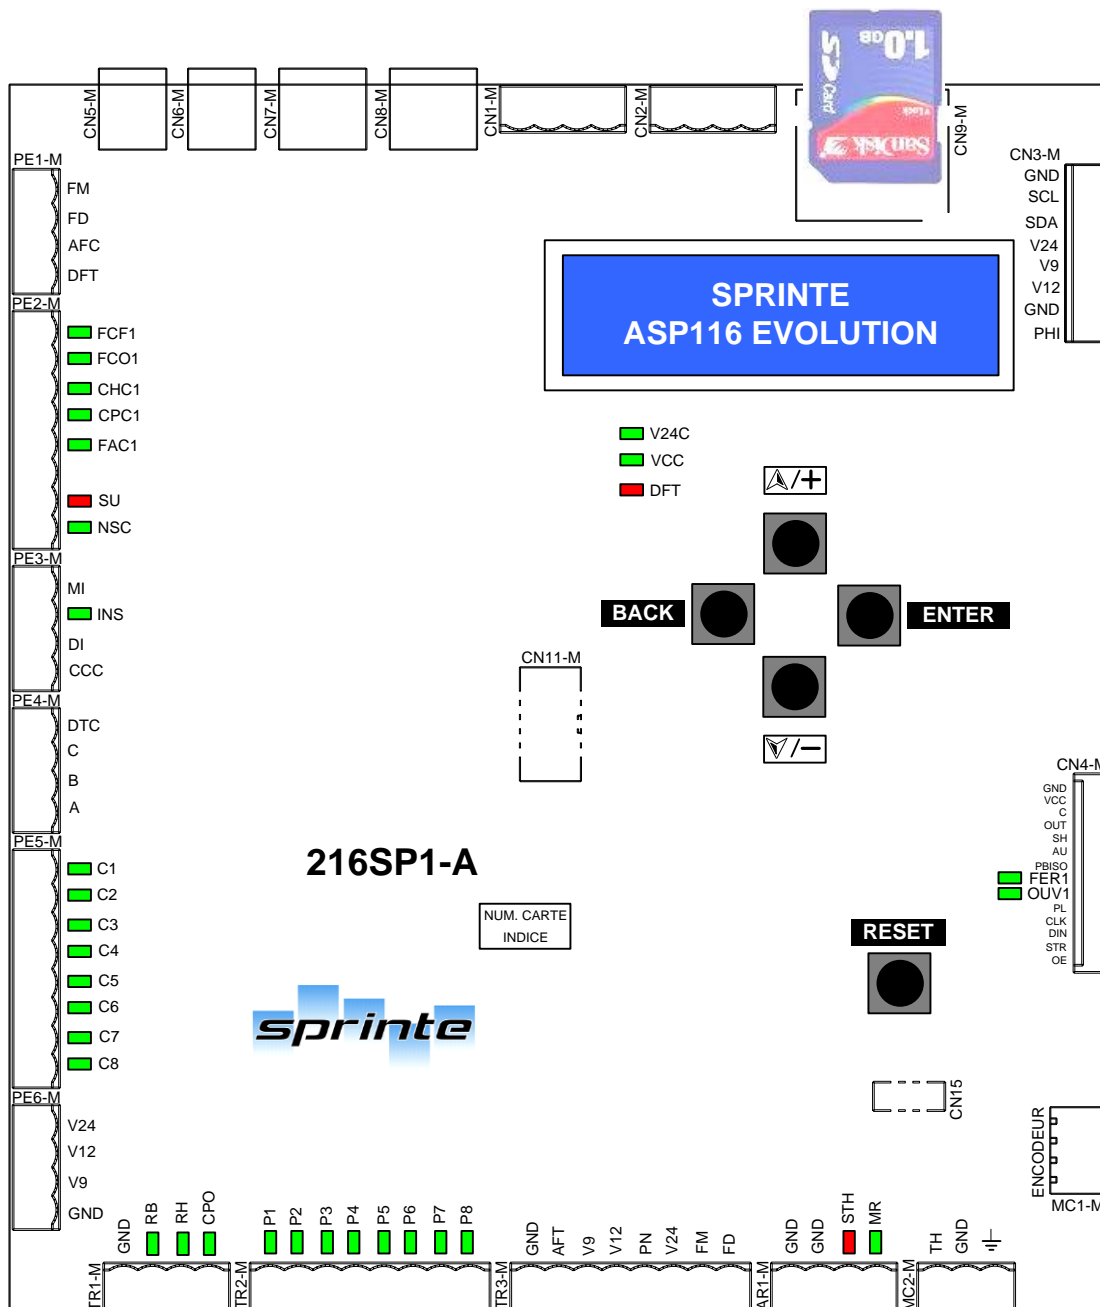 1.0GB
SD Card
Lock
SanDisk
CN5-M
CN6-M
CN7-M
CN8-M
CN1-M
CN2-M
CN9-M
PE1-M
FM
FD
AFC
DFT
PE2-M
FCF1
FCO1
CHC1
CPC1
FAC1
SU
NSC
PE3-M
MI
INS
DI
CCC
PE4-M
DTC
C
B
A
PE5-M
C1
C2
C3
C4
C5
C6
C7
C8
PE6-M
V24
V12
V9
GND
CN3-M
GND
SCL
SDA
V24
V9
V12
GND
PHI
SPRINTE
ASP116 EVOLUTION
V24C
VCC
DFT
/+
BACK
ENTER
/−
CN11-M
216SP1-A
NUM. CARTE
INDICE
sprinte
RESET
CN15
CN4-M
GND
VCC
C
OUT
SH
AU
PBISO
FER1
OUV1
PL
CLK
DIN
STR
OE
ENCODEUR
MC1-M
GND
RB
RH
CPO
TR1-M
P1
P2
P3
P4
P5
P6
P7
P8
TR2-M
GND
AFT
V9
V12
PN
V24
FM
FD
TR3-M
GND
GND
STH
MR
AR1-M
TH
GND
MC2-M